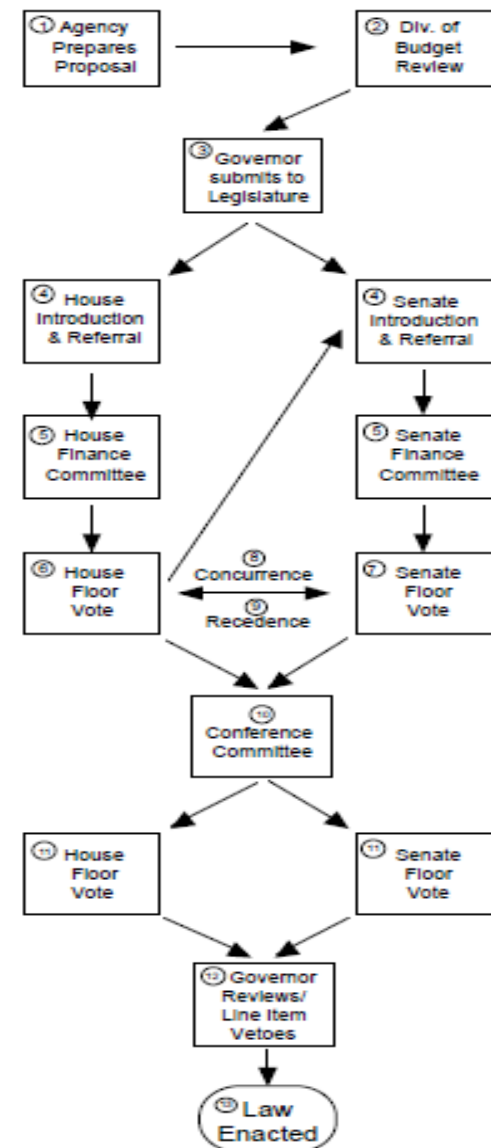 ① Agency
Prepares
Proposal
② Div. of
Budget
Review
③ Governor
submits to
Legislature
④ House
Introduction
& Referral
④ Senate
Introduction
& Referral
⑤ House
Finance
Committee
⑤ Senate
Finance
Committee
⑥ House
Floor
Vote
⑧
Concurrence
⑨
Recedence
⑦ Senate
Floor
Vote
⑩
Conference
Committee
⑪ House
Floor
Vote
⑪ Senate
Floor
Vote
⑫ Governor
Reviews/
Line Item
Vetoes
⑬ Law
Enacted